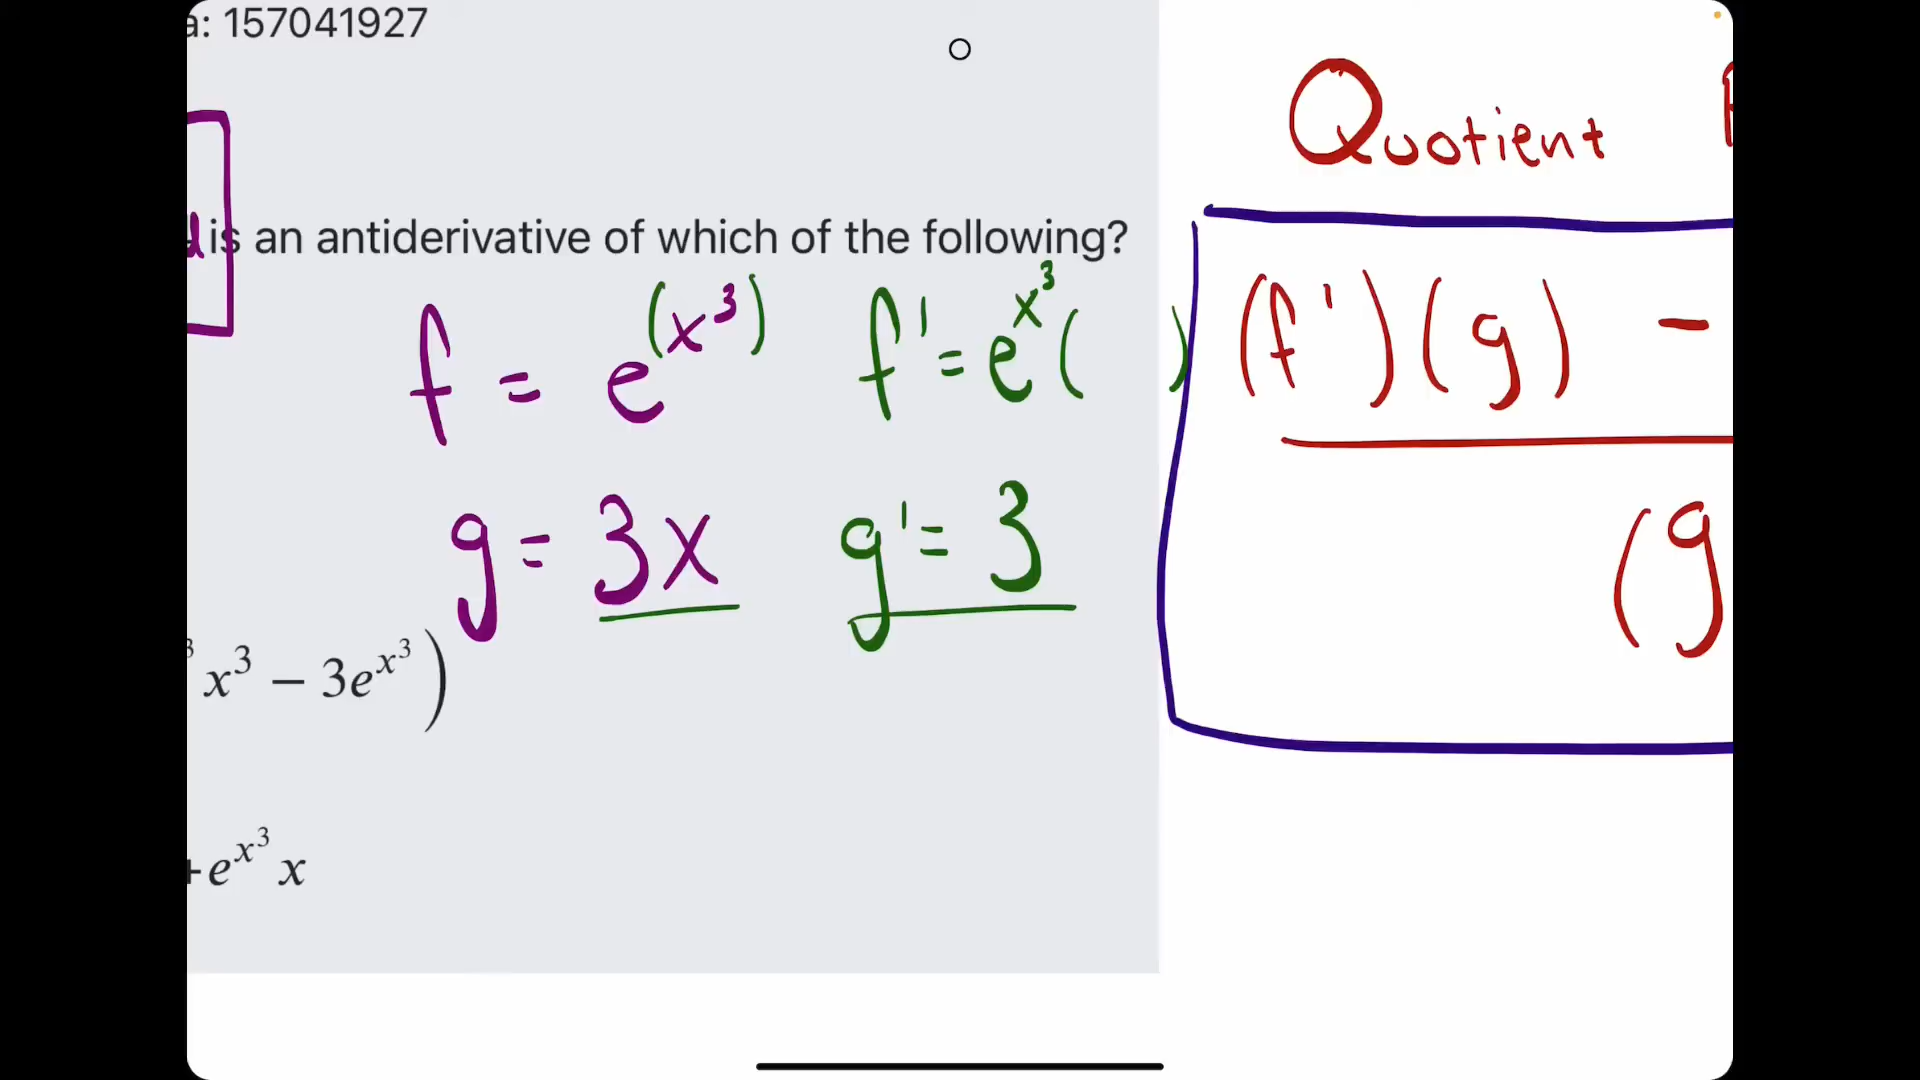 a: 157041927
Quotient
is an antiderivative of which of the following?
f = e^(x^3) f' = e^x^3 ( )
(f')(g) -
g = 3x g' = 3
(g
x^3 − 3e^x^3 )
+e^x^3 x